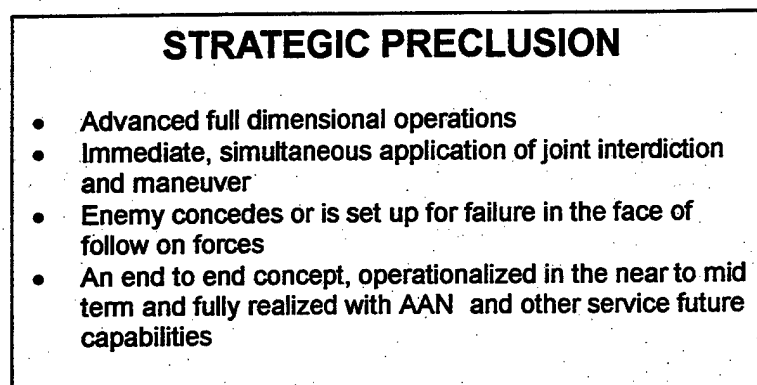 STRATEGIC PRECLUSION
• Advanced full dimensional operations
• Immediate, simultaneous application of joint interdiction
and maneuver
• Enemy concedes or is set up for failure in the face of
follow on forces
• An end to end concept, operationalized in the near to mid
term and fully realized with AAN and other service future
capabilities